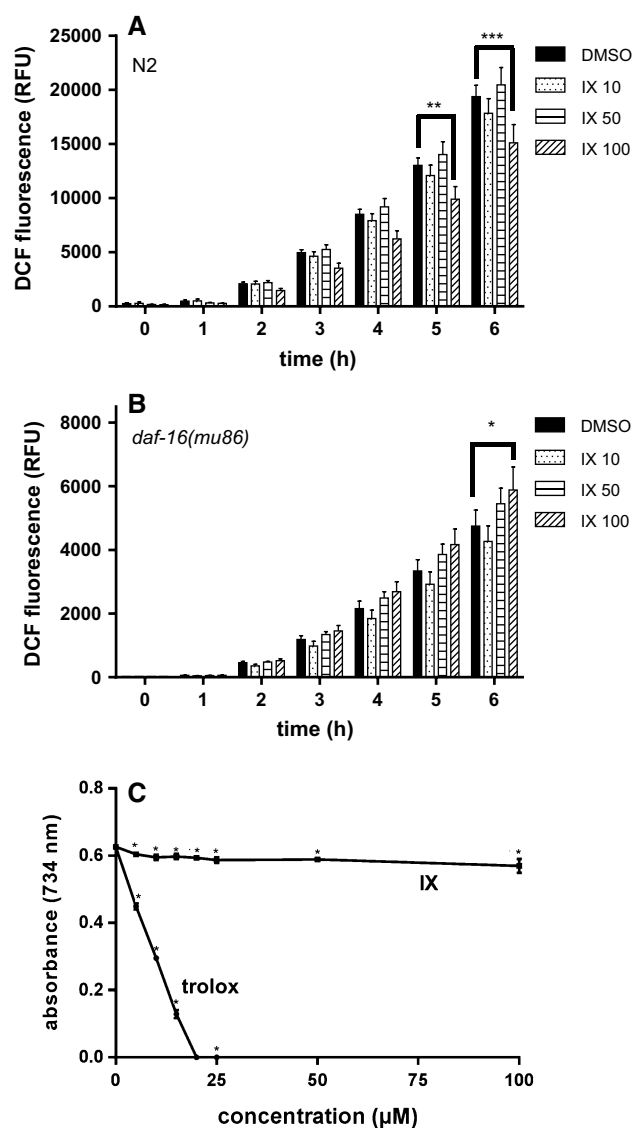 A
N2
DCF fluorescence (RFU)
25000
20000
15000
10000
5000
0
0 1 2 3 4 5 6
time (h)
** ***
DMSO
IX 10
IX 50
IX 100
B
daf-16(mu86)
DCF fluorescence (RFU)
8000
6000
4000
2000
0
0 1 2 3 4 5 6
time (h)
*
DMSO
IX 10
IX 50
IX 100
C
absorbance (734 nm)
0.8
0.6
0.4
0.2
0.0
0 25 50 75 100
concentration (µM)
* * * * * * *
IX
* * * *
trolox